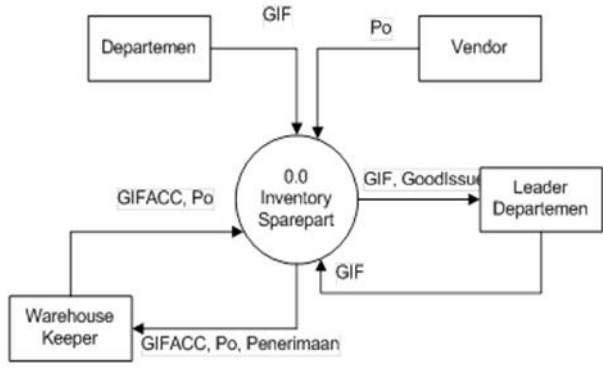 GIF
Po
Departemen
Vendor
0.0
Inventory
Sparepart
GIF, GoodIssue
Leader
Departemen
GIFACC, Po
GIF
Warehouse
Keeper
GIFACC, Po, Penerimaan